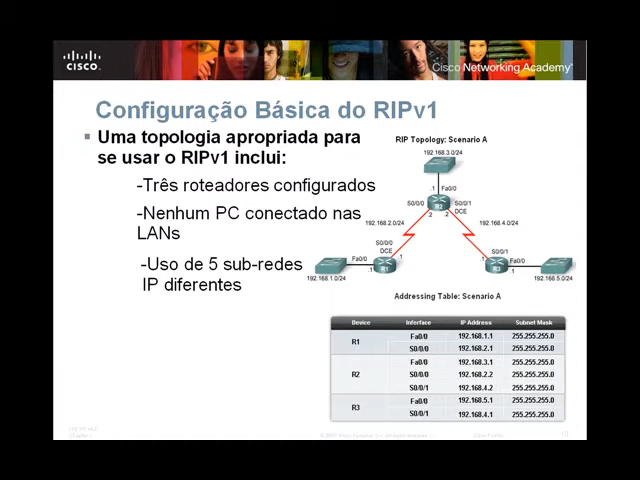 CISCO
Cisco Networking Academy
Configuração Básica do RIPv1
Uma topologia apropriada para
se usar o RIPv1 inclui:
-Três roteadores configurados
-Nenhum PC conectado nas
LANs
-Uso de 5 sub-redes
IP diferentes
RIP Topology: Scenario A
192.168.3.0/24
.1 Fa0/0
S0/0/0 R2 S0/0/1
.2 .2 DCE
192.168.2.0/24 192.168.4.0/24
S0/0/0
DCE
S0/0/1
Fa0/0 .1 R1 .1
.1 R3 Fa0/0 .1
192.168.1.0/24 192.168.5.0/24
Addressing Table: Scenario A
Device Interface IP Address Subnet Mask
R1 Fa0/0 192.168.1.1 255.255.255.0
S0/0/0 192.168.2.1 255.255.255.0
R2 Fa0/0 192.168.3.1 255.255.255.0
S0/0/0 192.168.2.2 255.255.255.0
S0/0/1 192.168.4.2 255.255.255.0
R3 Fa0/0 192.168.5.1 255.255.255.0
S0/0/1 192.168.4.1 255.255.255.0